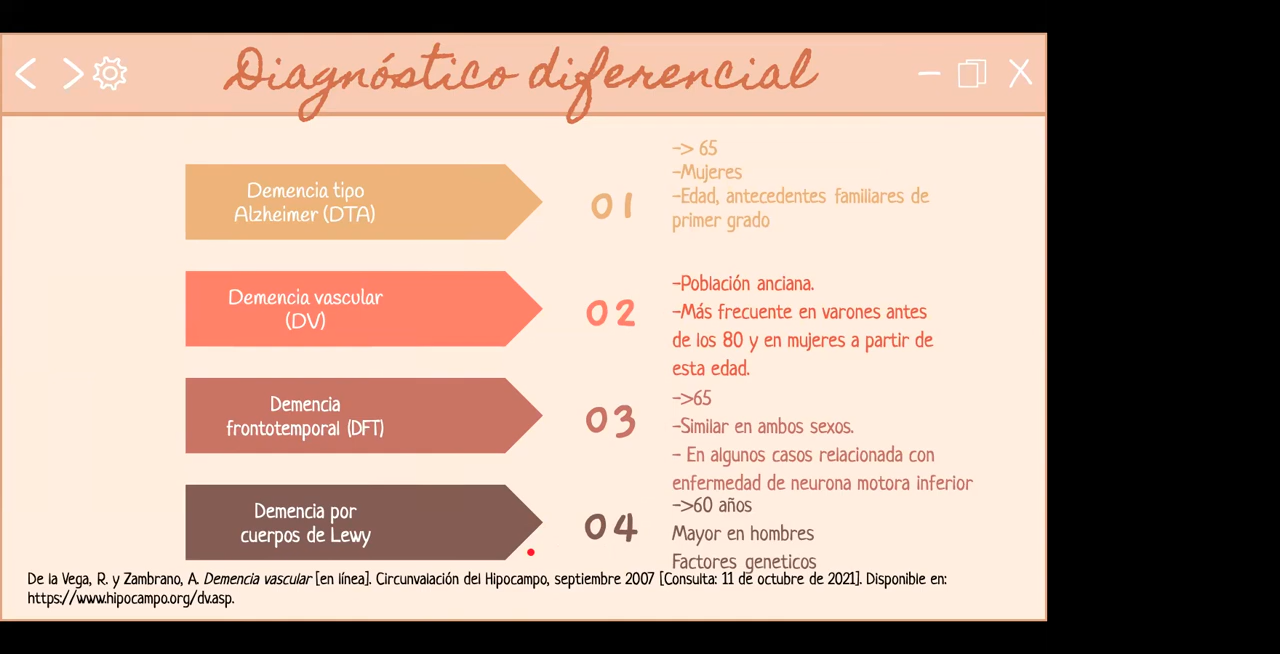 Diagnóstico diferencial
Demencia tipo
Alzheimer (DTA)
01
-> 65
-Mujeres
-Edad, antecedentes familiares de
primer grado
Demencia vascular
(DV)
02
-Población anciana.
-Más frecuente en varones antes
de los 80 y en mujeres a partir de
esta edad.
Demencia
frontotemporal (DFT)
03
->65
-Similar en ambos sexos.
- En algunos casos relacionada con
enfermedad de neurona motora inferior
Demencia por
cuerpos de Lewy
04
->60 años
Mayor en hombres
Factores geneticos
De la Vega, R. y Zambrano, A. Demencia vascular [en línea]. Circunvalación del Hipocampo, septiembre 2007 [Consulta: 11 de octubre de 2021]. Disponible en:
https://www.hipocampo.org/dv.asp.